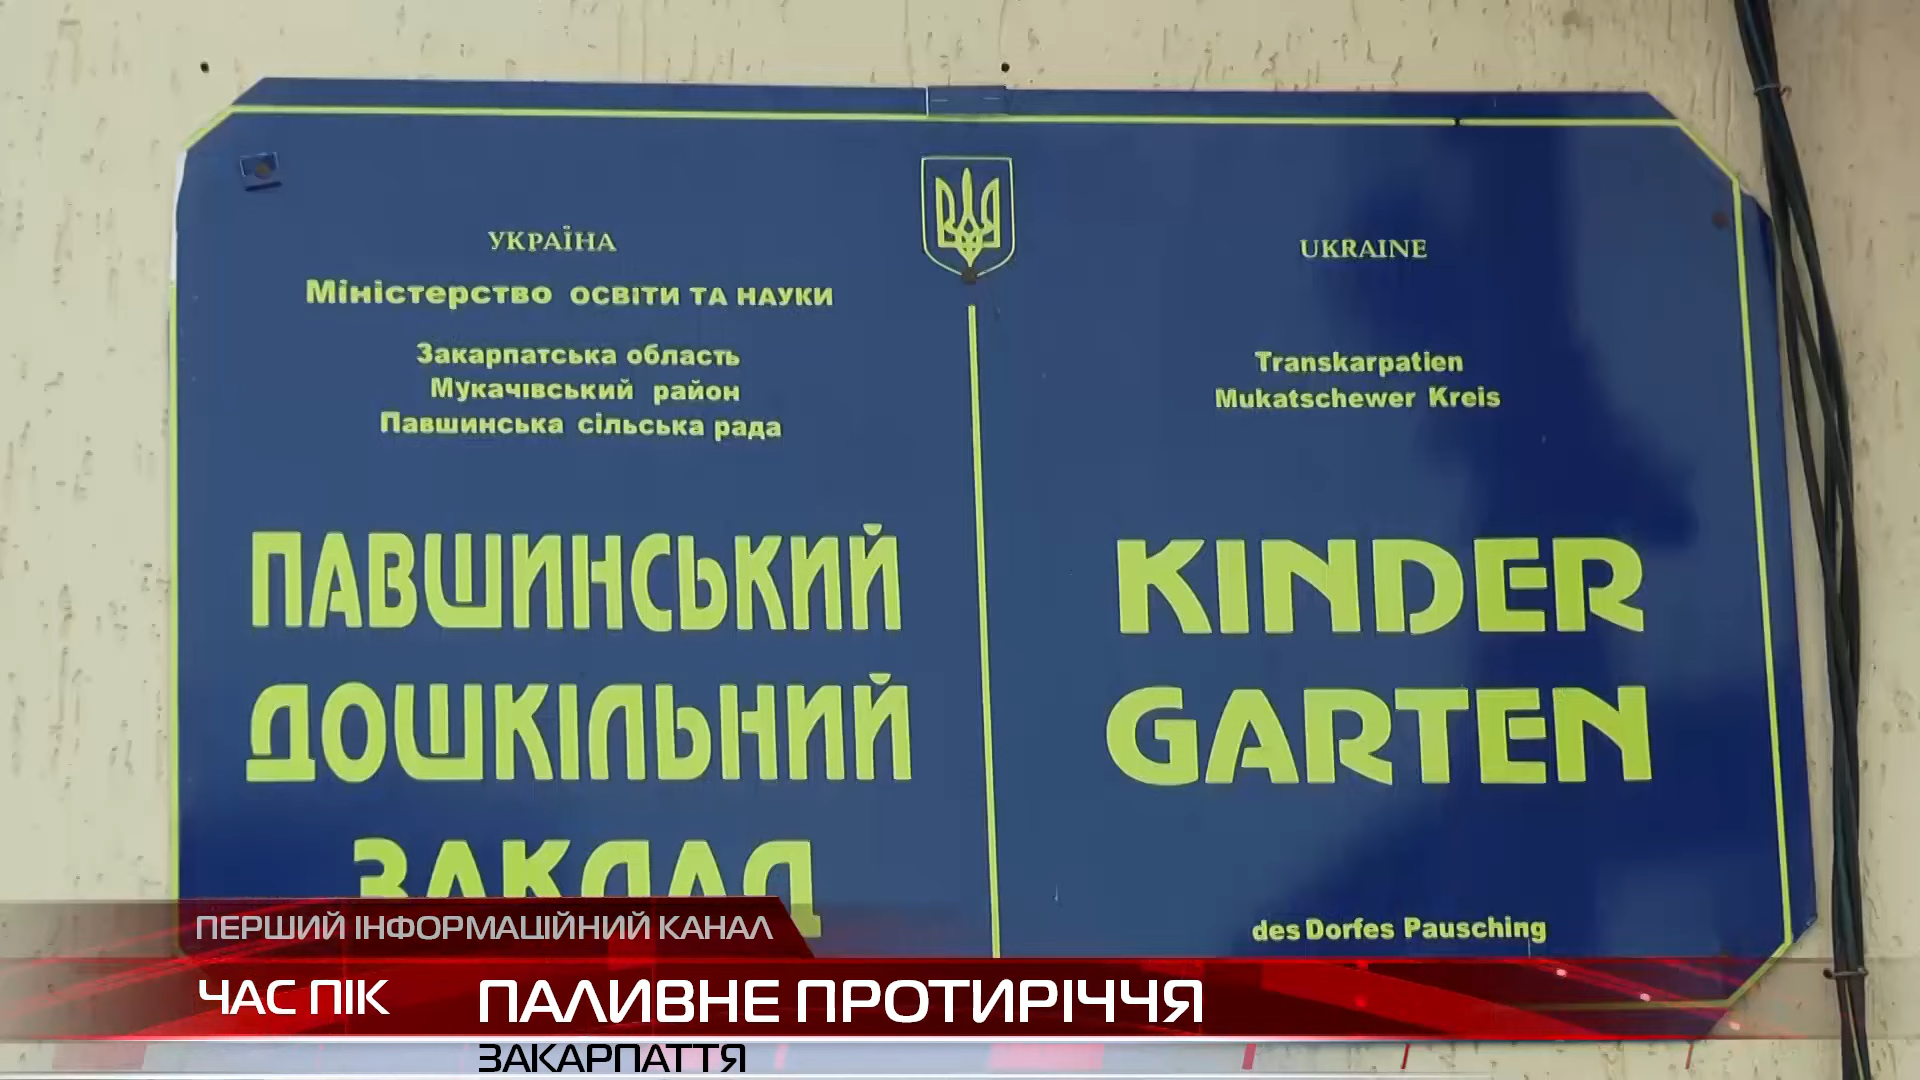 УКРАЇНА
Міністерство ОСВІТИ ТА НАУКИ
Закарпатська область
Мукачівський район
Павшинська сільська рада
ПАВШИНСЬКИЙ
ДОШКІЛЬНИЙ
ЗАКЛАД
UKRAINE
Transkarpatien
Mukatschewer Kreis
KINDER
GARTEN
des Dorfes Pausching
ПЕРШИЙ ІНФОРМАЦІЙНИЙ КАНАЛ
ЧАС ПІК
ПАЛИВНЕ ПРОТИРІЧЧЯ
ЗАКАРПАТТЯ